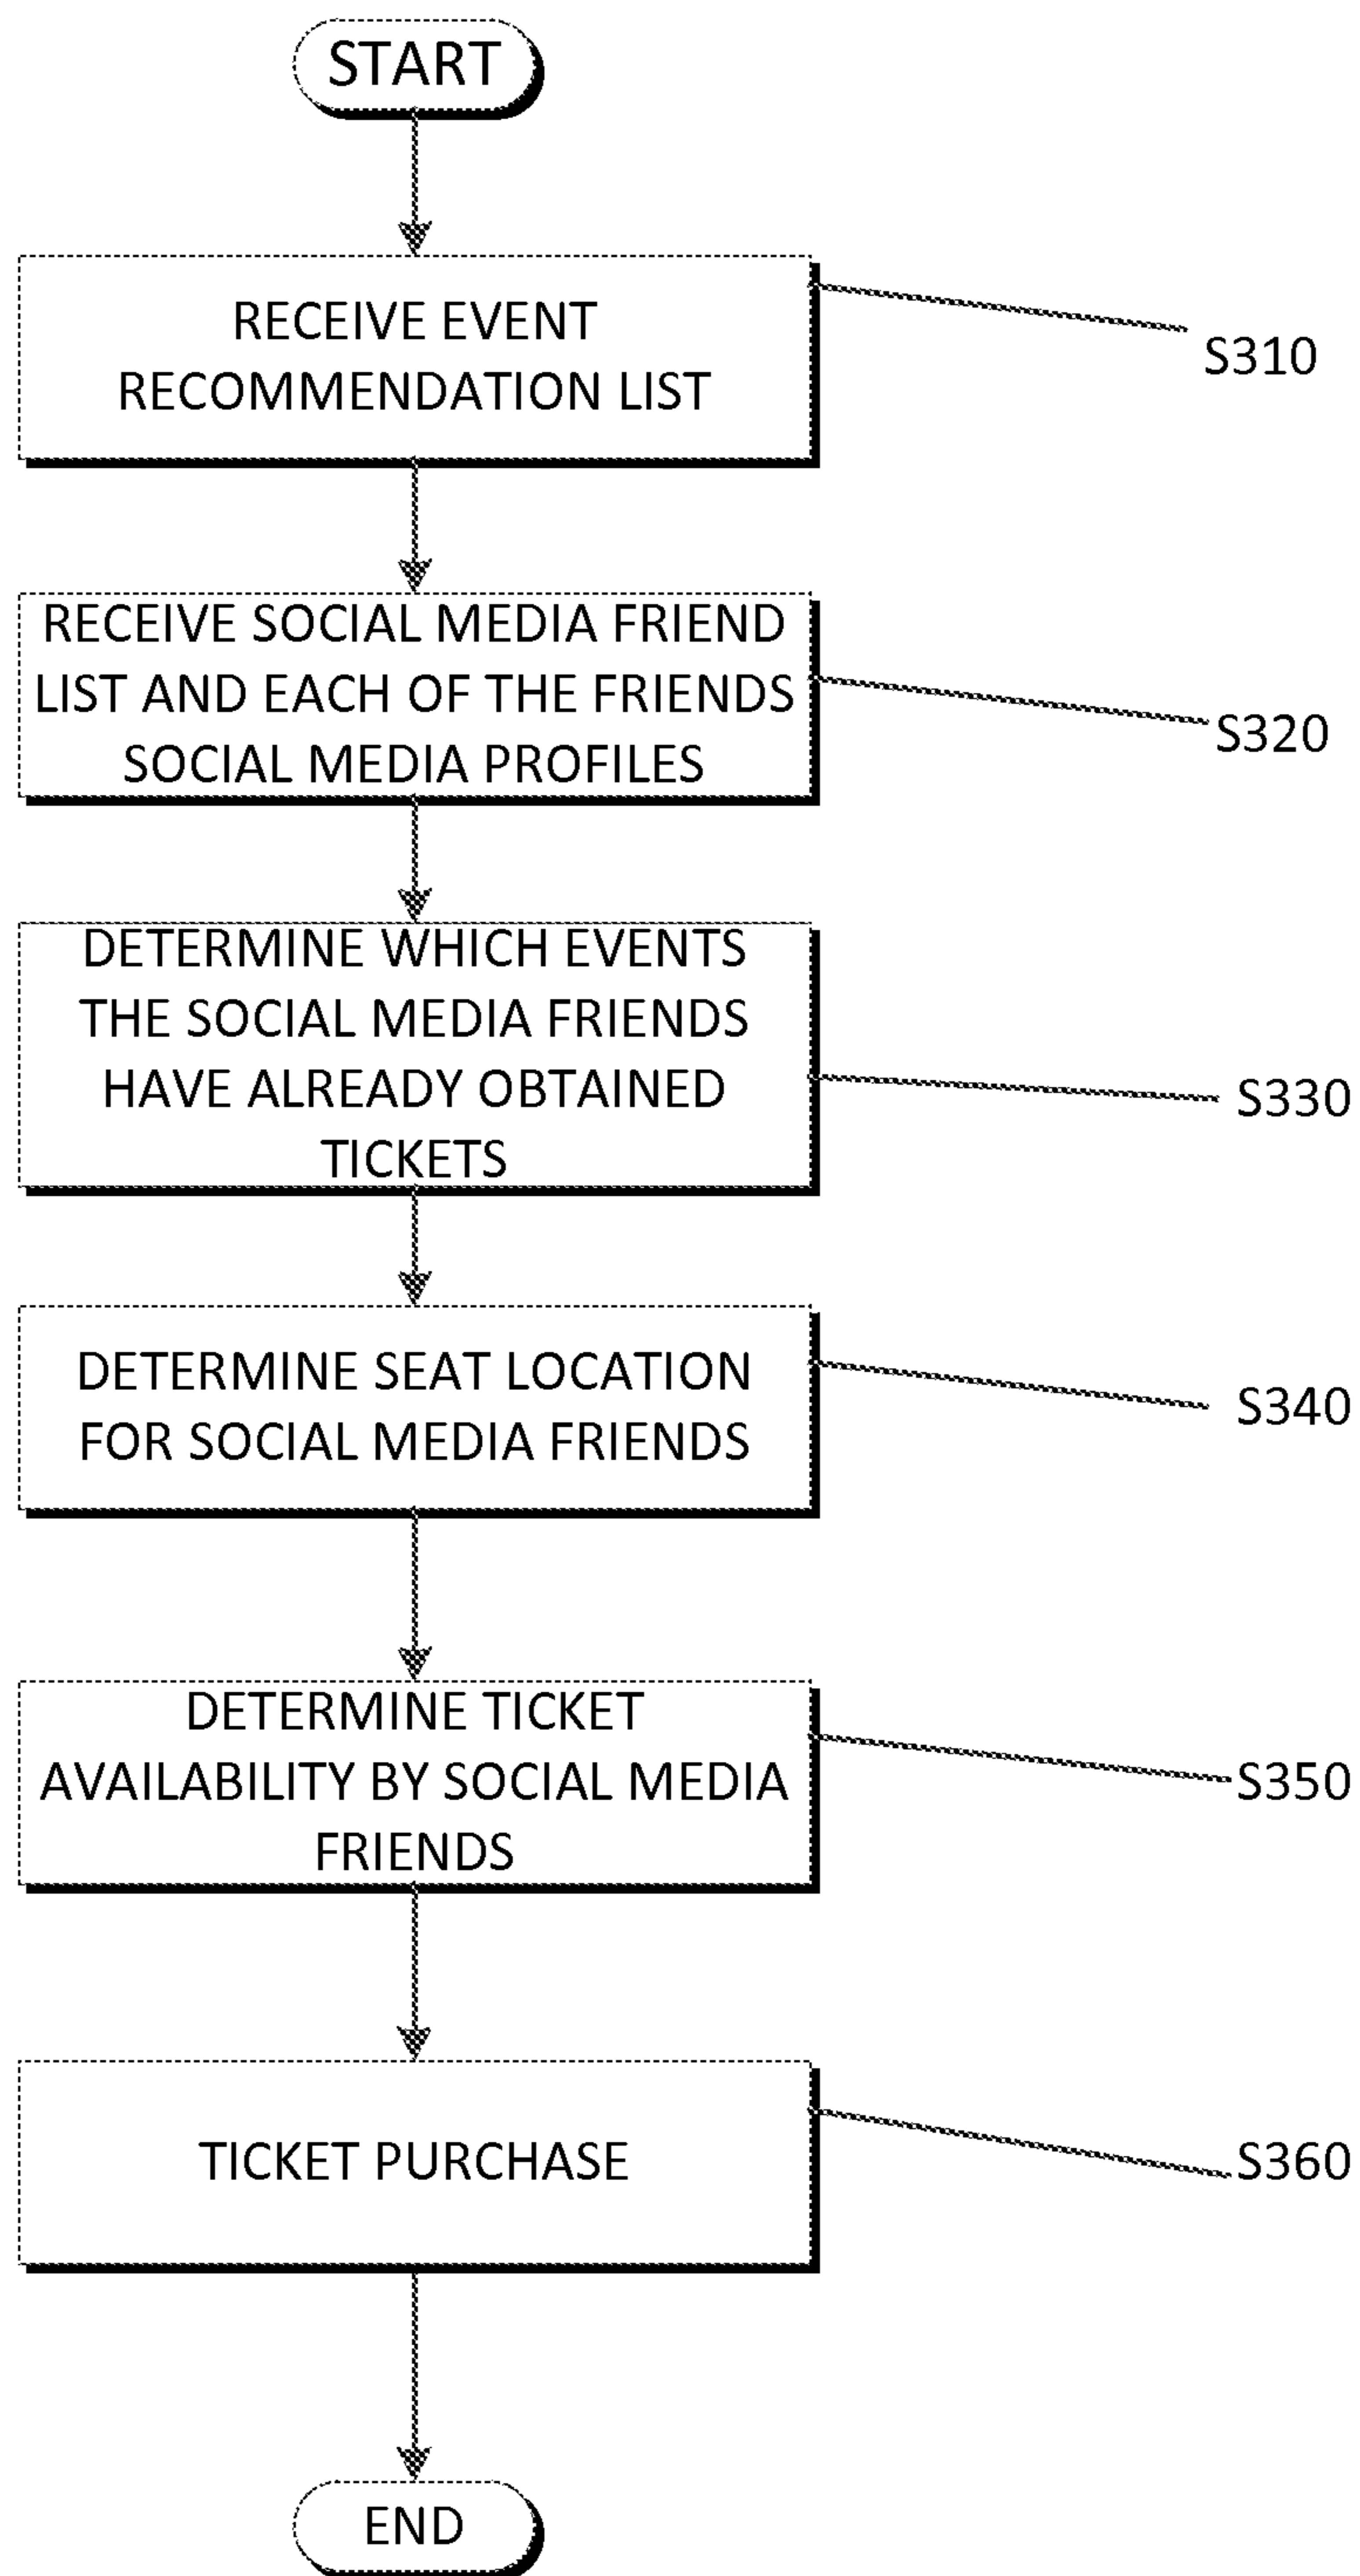 START
RECEIVE EVENT
RECOMMENDATION LIST
S310
RECEIVE SOCIAL MEDIA FRIEND
LIST AND EACH OF THE FRIENDS
SOCIAL MEDIA PROFILES
S320
DETERMINE WHICH EVENTS
THE SOCIAL MEDIA FRIENDS
HAVE ALREADY OBTAINED
TICKETS
S330
DETERMINE SEAT LOCATION
FOR SOCIAL MEDIA FRIENDS
S340
DETERMINE TICKET
AVAILABILITY BY SOCIAL MEDIA
FRIENDS
S350
TICKET PURCHASE
S360
END